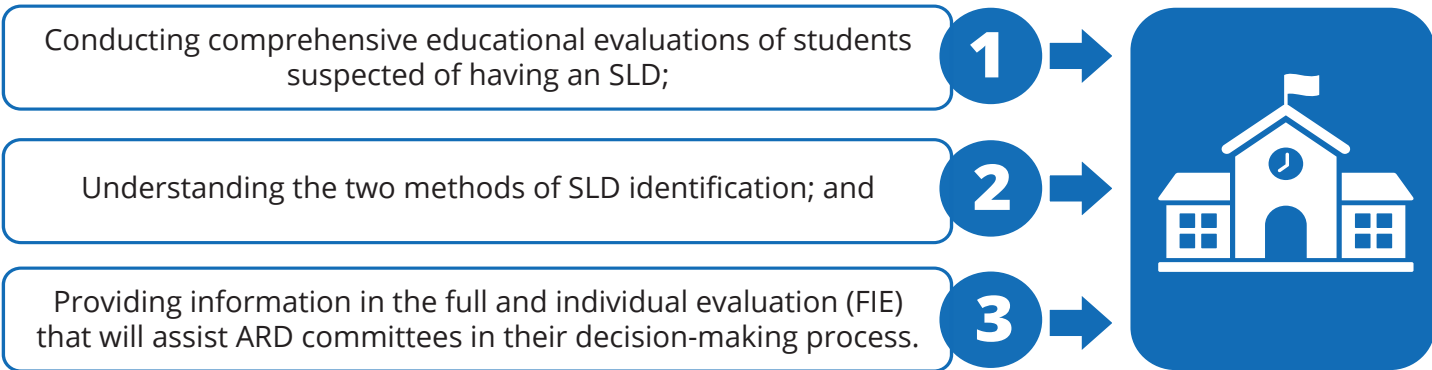 Conducting comprehensive educational evaluations of students
suspected of having an SLD;
1
Understanding the two methods of SLD identification; and
2
Providing information in the full and individual evaluation (FIE)
that will assist ARD committees in their decision-making process.
3